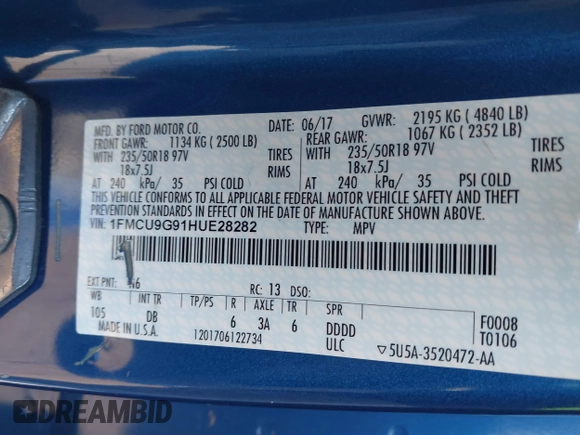 MFD. BY FORD MOTOR CO. 06/17 GVWR: 2195 KG ( 4840 LB)
FRONT GAWR: 1134 KG ( 2500 LB) REAR GAWR: 1067 KG ( 2352 LB)
WITH 235/50R18 97V TIRES WITH 235/50R18 97V TIRES
18x7.5J RIMS 18x7.5J RIMS
AT 240 kPa/ 35 PSI COLD AT 240 kPa/ 35 PSI COLD
THIS VEHICLE CONFORMS TO ALL APPLICABLE FEDERAL MOTOR VEHICLE SAFETY AND THEFT
PREVENTION STANDARDS IN EFFECT ON THE DATE OF MANUFACTURE SHOWN ABOVE.
VIN: 1FMCU9G91HUE28282 TYPE: MPV
EXT PNT: N6 RC: 13 DSO:
WB INT TR TP/PS R AXLE TR SPR
105 DB 6 3A 6 DDDD F0008
MADE IN U.S.A. 1201706122734 ULC T0106
▽5U5A-3520472-AA
DREAMBID